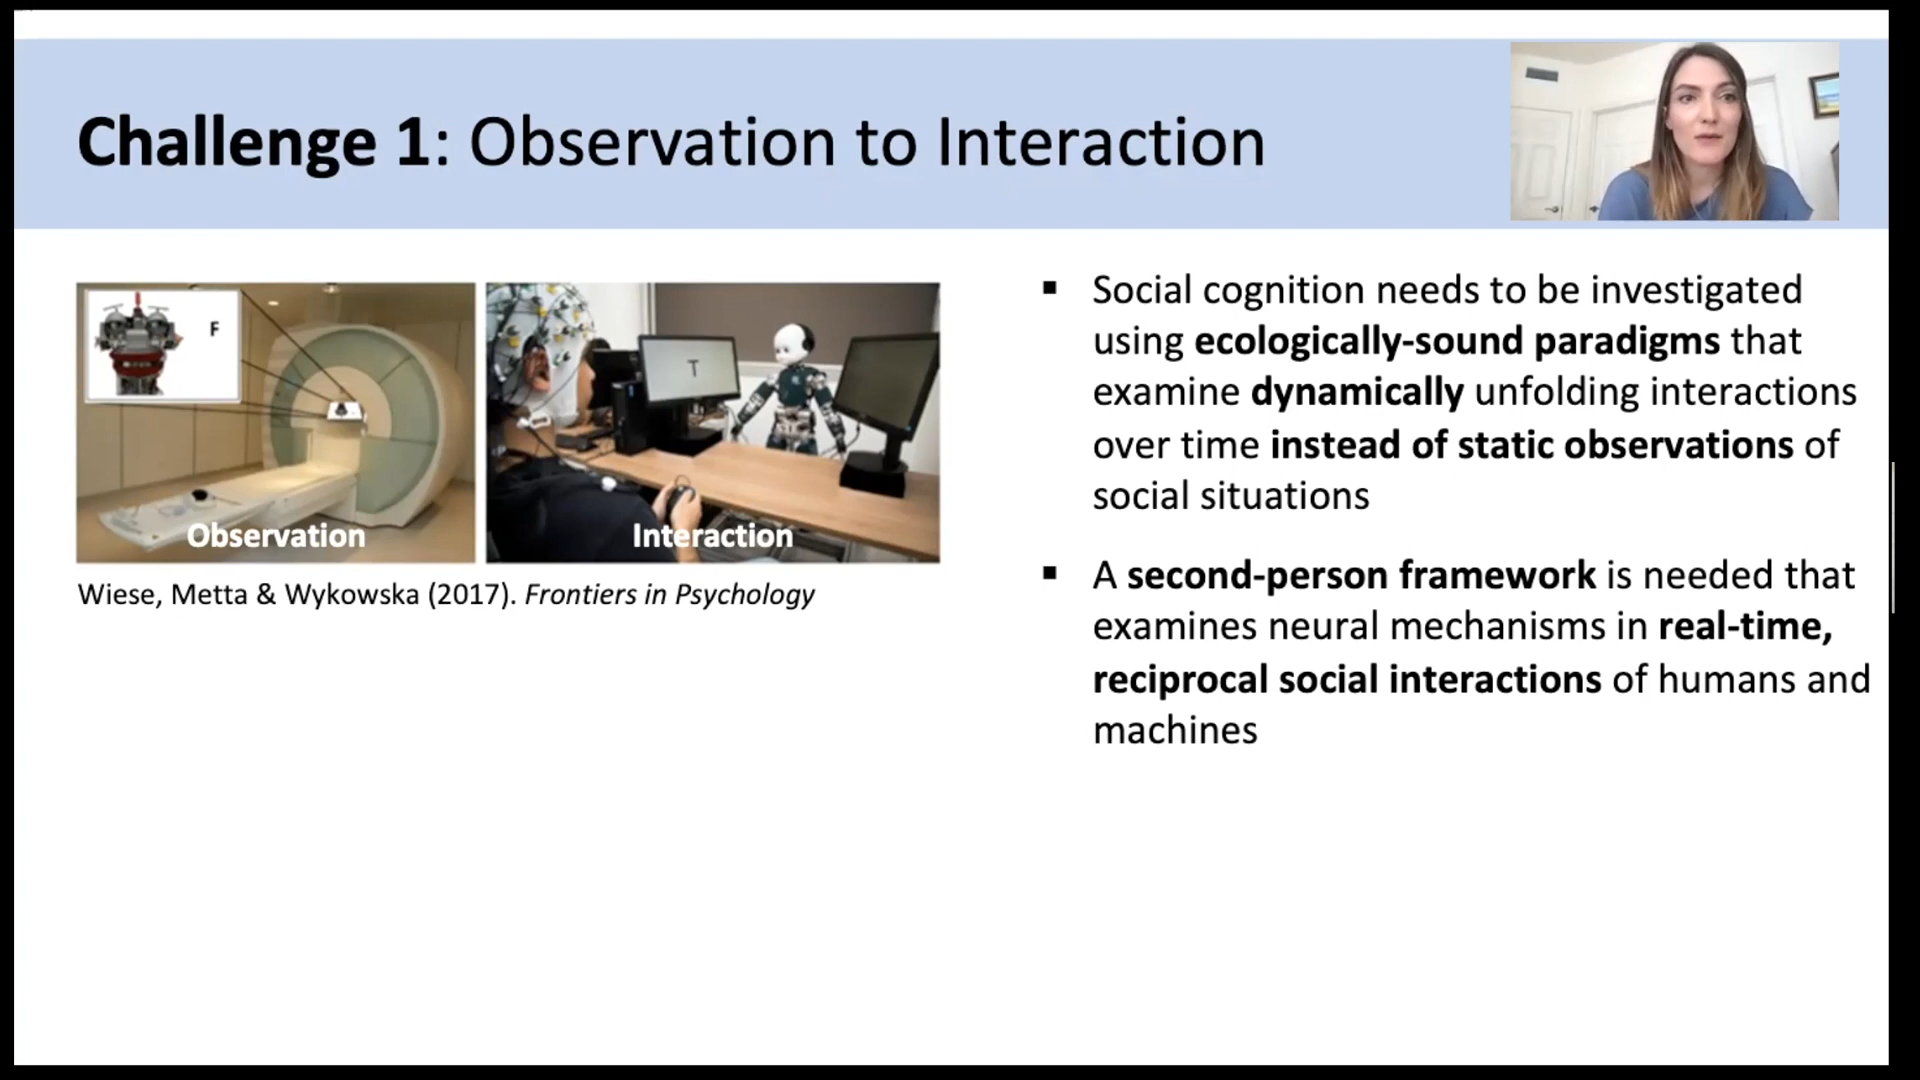 Challenge 1: Observation to Interaction
F
T
Observation
Interaction
Wiese, Metta & Wykowska (2017). Frontiers in Psychology
▪ Social cognition needs to be investigated
using ecologically-sound paradigms that
examine dynamically unfolding interactions
over time instead of static observations of
social situations
▪ A second-person framework is needed that
examines neural mechanisms in real-time,
reciprocal social interactions of humans and
machines